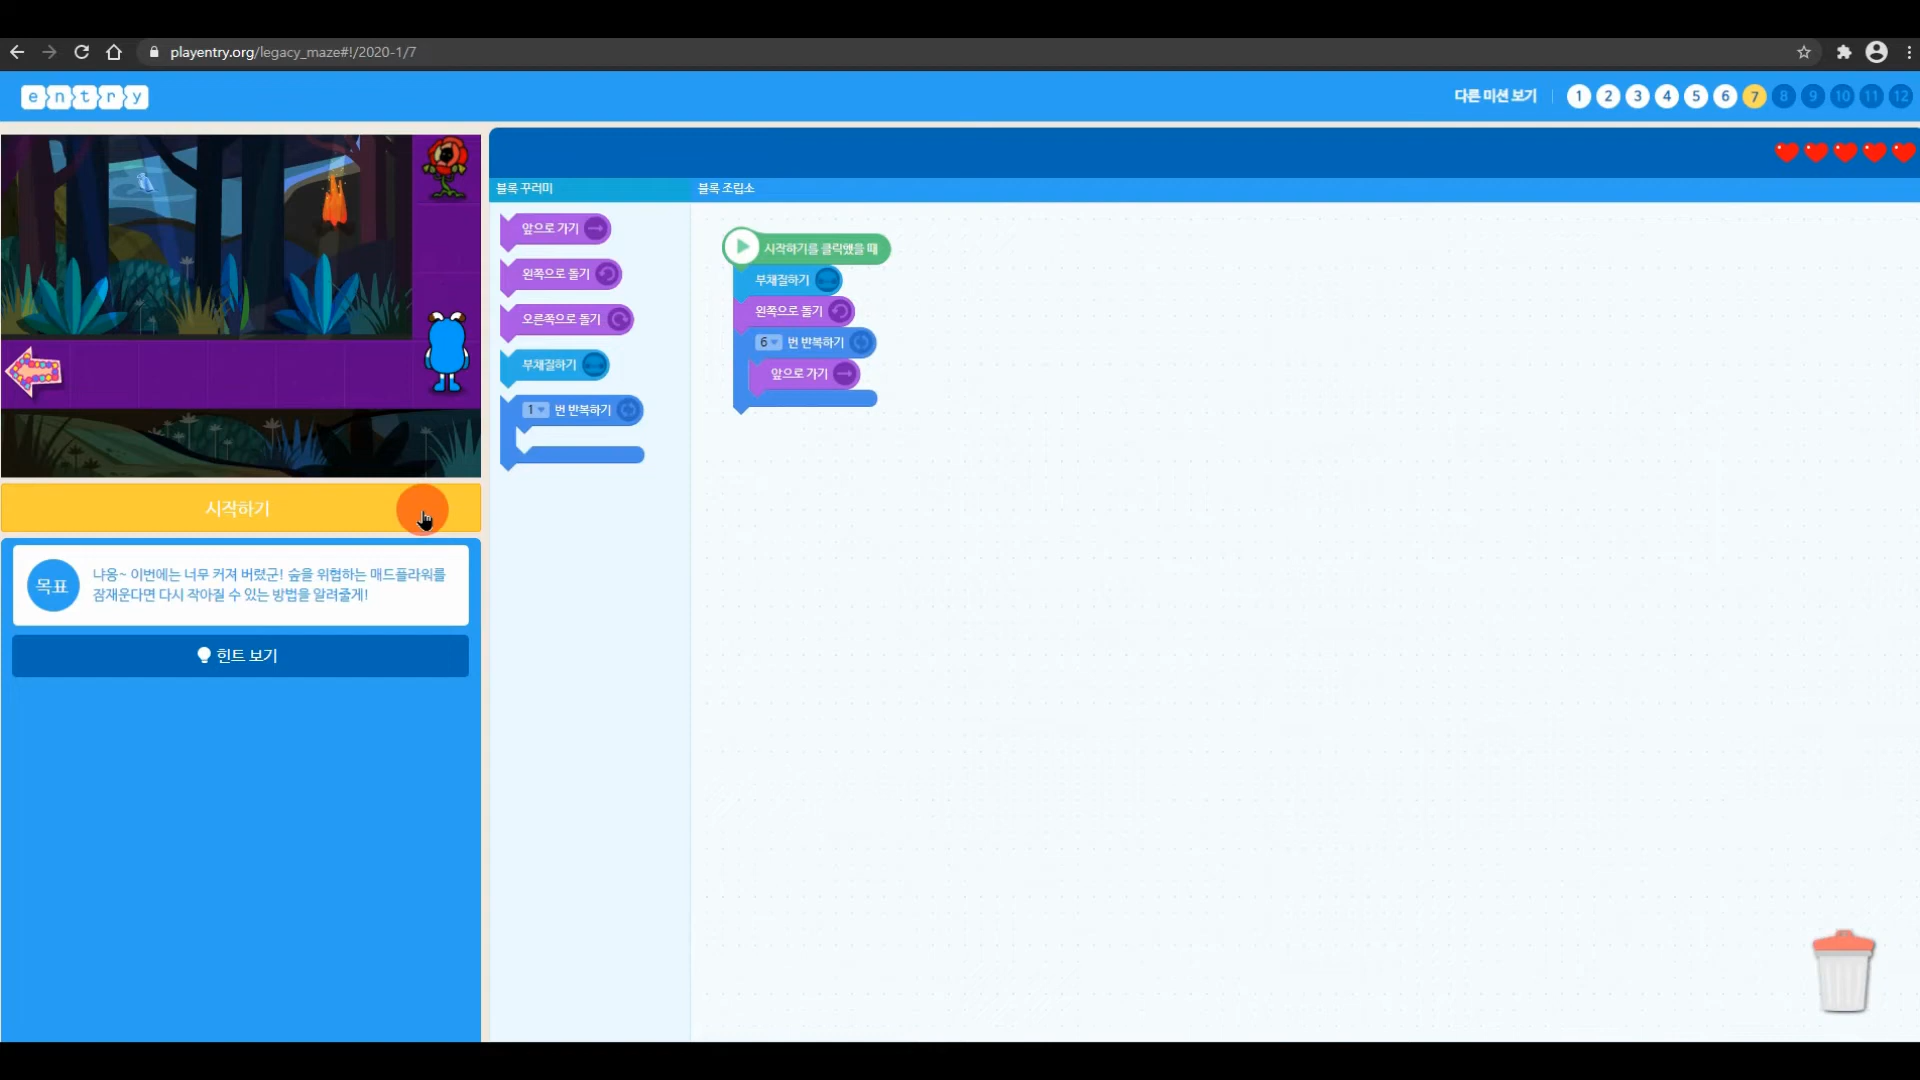 playentry.org/legacy_maze#!/2020-1/7
entry
다른 미션 보기 1 2 3 4 5 6 7 8 9 10 11 12
블록 꾸러미
블록 조립소
앞으로 가기
왼쪽으로 돌기
오른쪽으로 돌기
부채질하기
1 번 반복하기
시작하기를 클릭했을 때
부채질하기
왼쪽으로 돌기
6 번 반복하기
앞으로 가기
시작하기
목표
냐옹~ 이번에는 너무 커져 버렸군! 숲을 위협하는 매드플라워를
잠재운다면 다시 작아질 수 있는 방법을 알려줄게!
힌트 보기